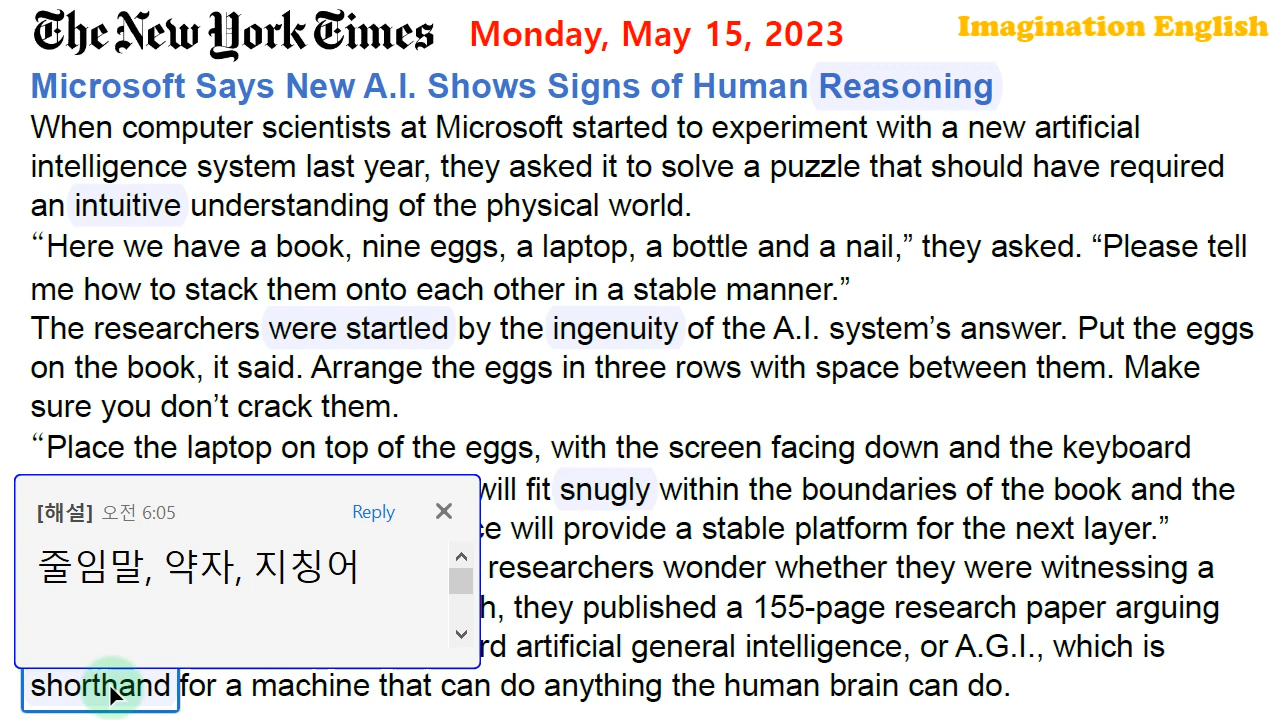 The New York Times Monday, May 15, 2023 Imagination English
Microsoft Says New A.I. Shows Signs of Human Reasoning
When computer scientists at Microsoft started to experiment with a new artificial
intelligence system last year, they asked it to solve a puzzle that should have required
an intuitive understanding of the physical world.
“Here we have a book, nine eggs, a laptop, a bottle and a nail,” they asked. “Please tell
me how to stack them onto each other in a stable manner.”
The researchers were startled by the ingenuity of the A.I. system’s answer. Put the eggs
on the book, it said. Arrange the eggs in three rows with space between them. Make
sure you don’t crack them.
“Place the laptop on top of the eggs, with the screen facing down and the keyboard
will fit snugly within the boundaries of the book and the
will provide a stable platform for the next layer.”
researchers wonder whether they were witnessing a
they published a 155-page research paper arguing
artificial general intelligence, or A.G.I., which is
[해설] 오전 6:05 Reply
줄임말, 약자, 지칭어
shorthand for a machine that can do anything the human brain can do.